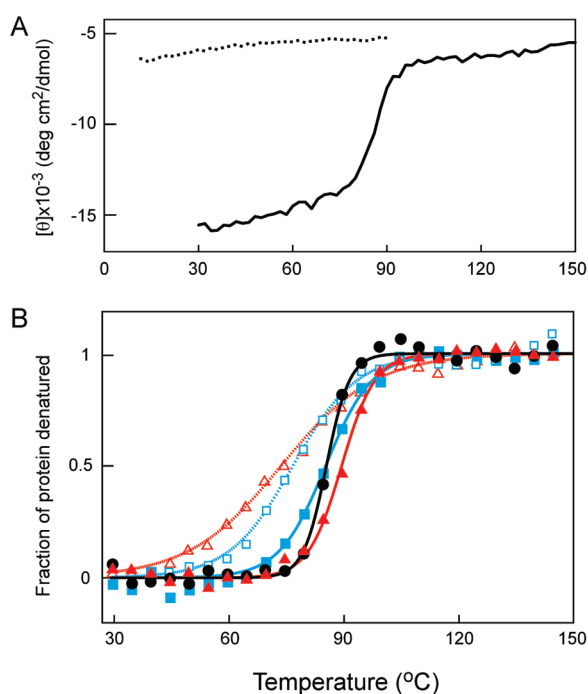 A
-5
-10
-15
[θ]x10⁻³ (deg cm²/dmol)
0 30 60 90 120 150
B
1
0.5
0
Fraction of protein denatured
30 60 90 120 150
Temperature (ºC)